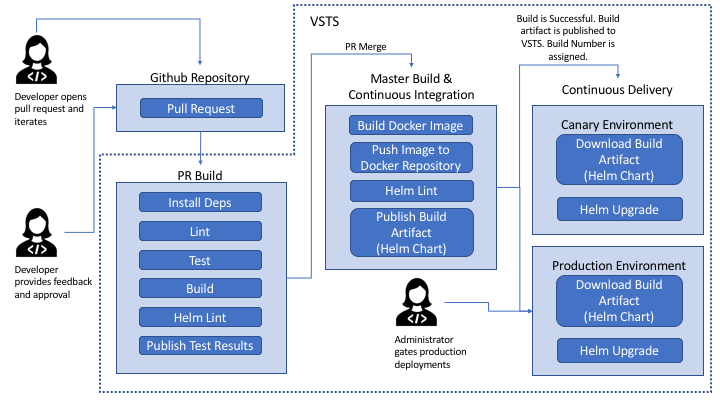 VSTS
Build is Successful. Build
artifact is published to
VSTS. Build Number is
assigned.
PR Merge
Github Repository
Pull Request
Developer opens
pull request and
iterates
Master Build &
Continuous Integration
Build Docker Image
Push Image to
Docker Repository
Helm Lint
Publish Build
Artifact
(Helm Chart)
Continuous Delivery
Canary Environment
Download Build
Artifact
(Helm Chart)
Helm Upgrade
PR Build
Install Deps
Lint
Test
Build
Helm Lint
Publish Test Results
Developer
provides feedback
and approval
Production Environment
Download Build
Artifact
(Helm Chart)
Helm Upgrade
Administrator
gates production
deployments